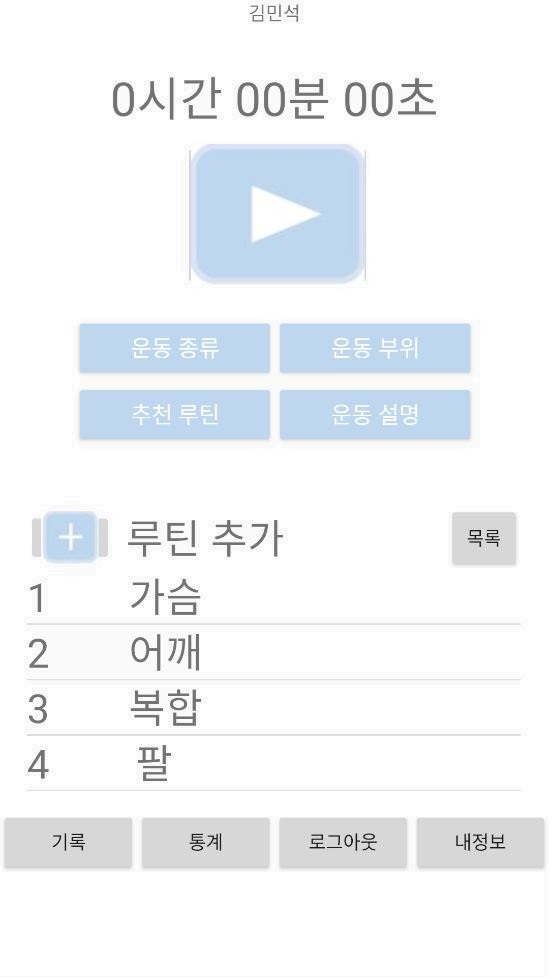 김민석
0시간 00분 00초
운동 종류 운동 부위
추천 루틴 운동 설명
+ 루틴 추가 목록
1 가슴
2 어깨
3 복합
4 팔
기록 통계 로그아웃 내정보